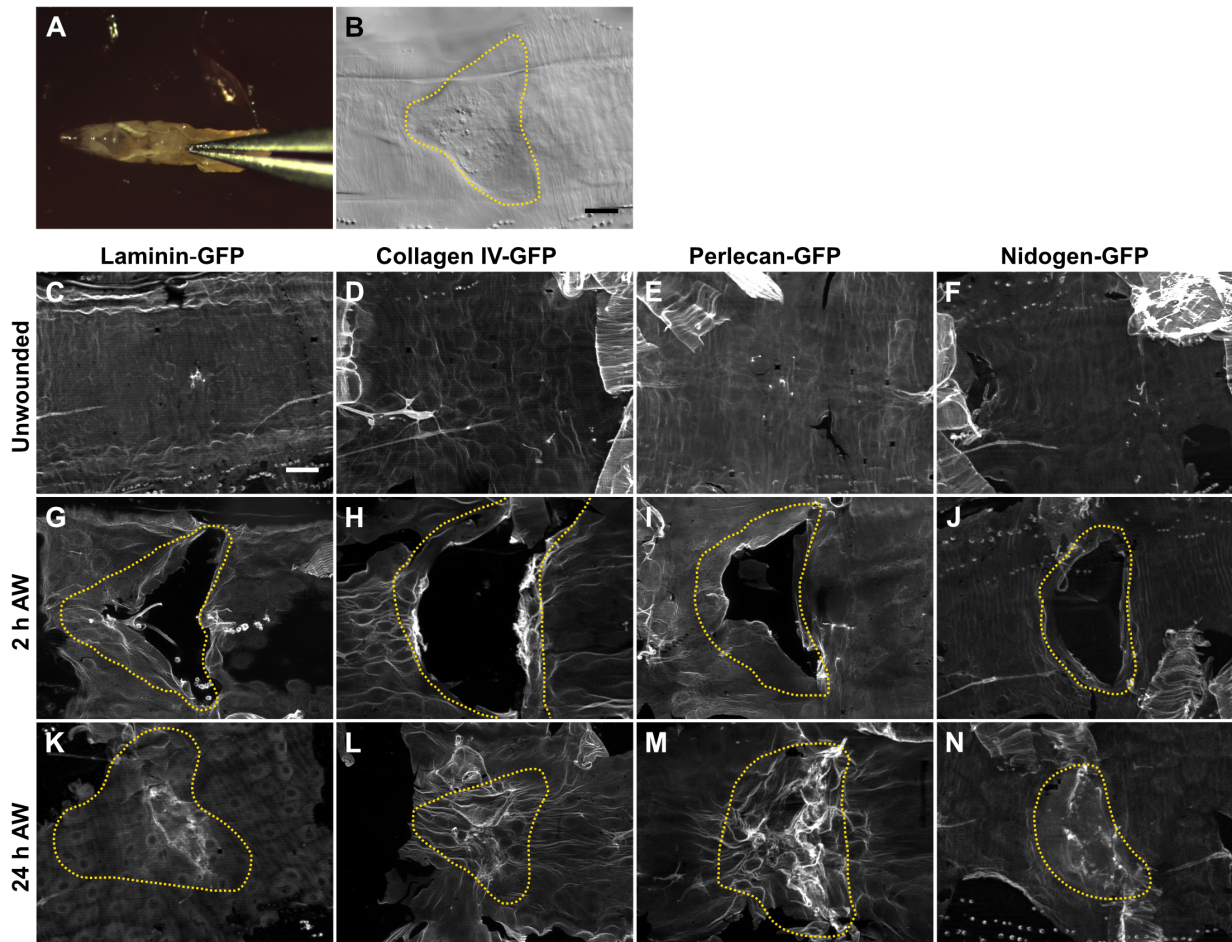 A B
Laminin-GFP Collagen IV-GFP Perlecan-GFP Nidogen-GFP
Unwounded
C D E F
2 h AW
G H I J
24 h AW
K L M N